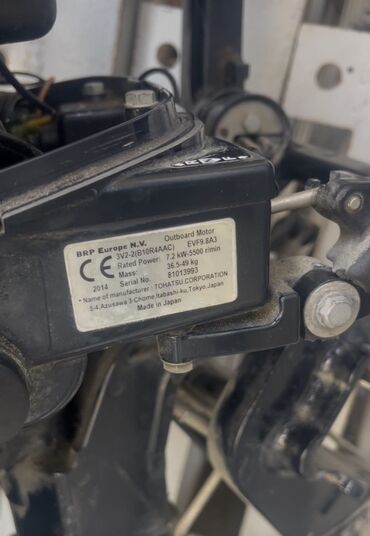 BRP Europe N.V. Outboard Motor
3V2-2(B10R4AAC) EVF9.8A3
Rated Power: 7.2 kW-5500 r/min
Mass: 36.5-49 kg
CE 2014 Serial No.: 81013993
* Name of manufacturer : TOHATSU CORPORATION
5-4,Azusawa 3-Chome,Itabashi-ku,Tokyo,Japan
Made in Japan